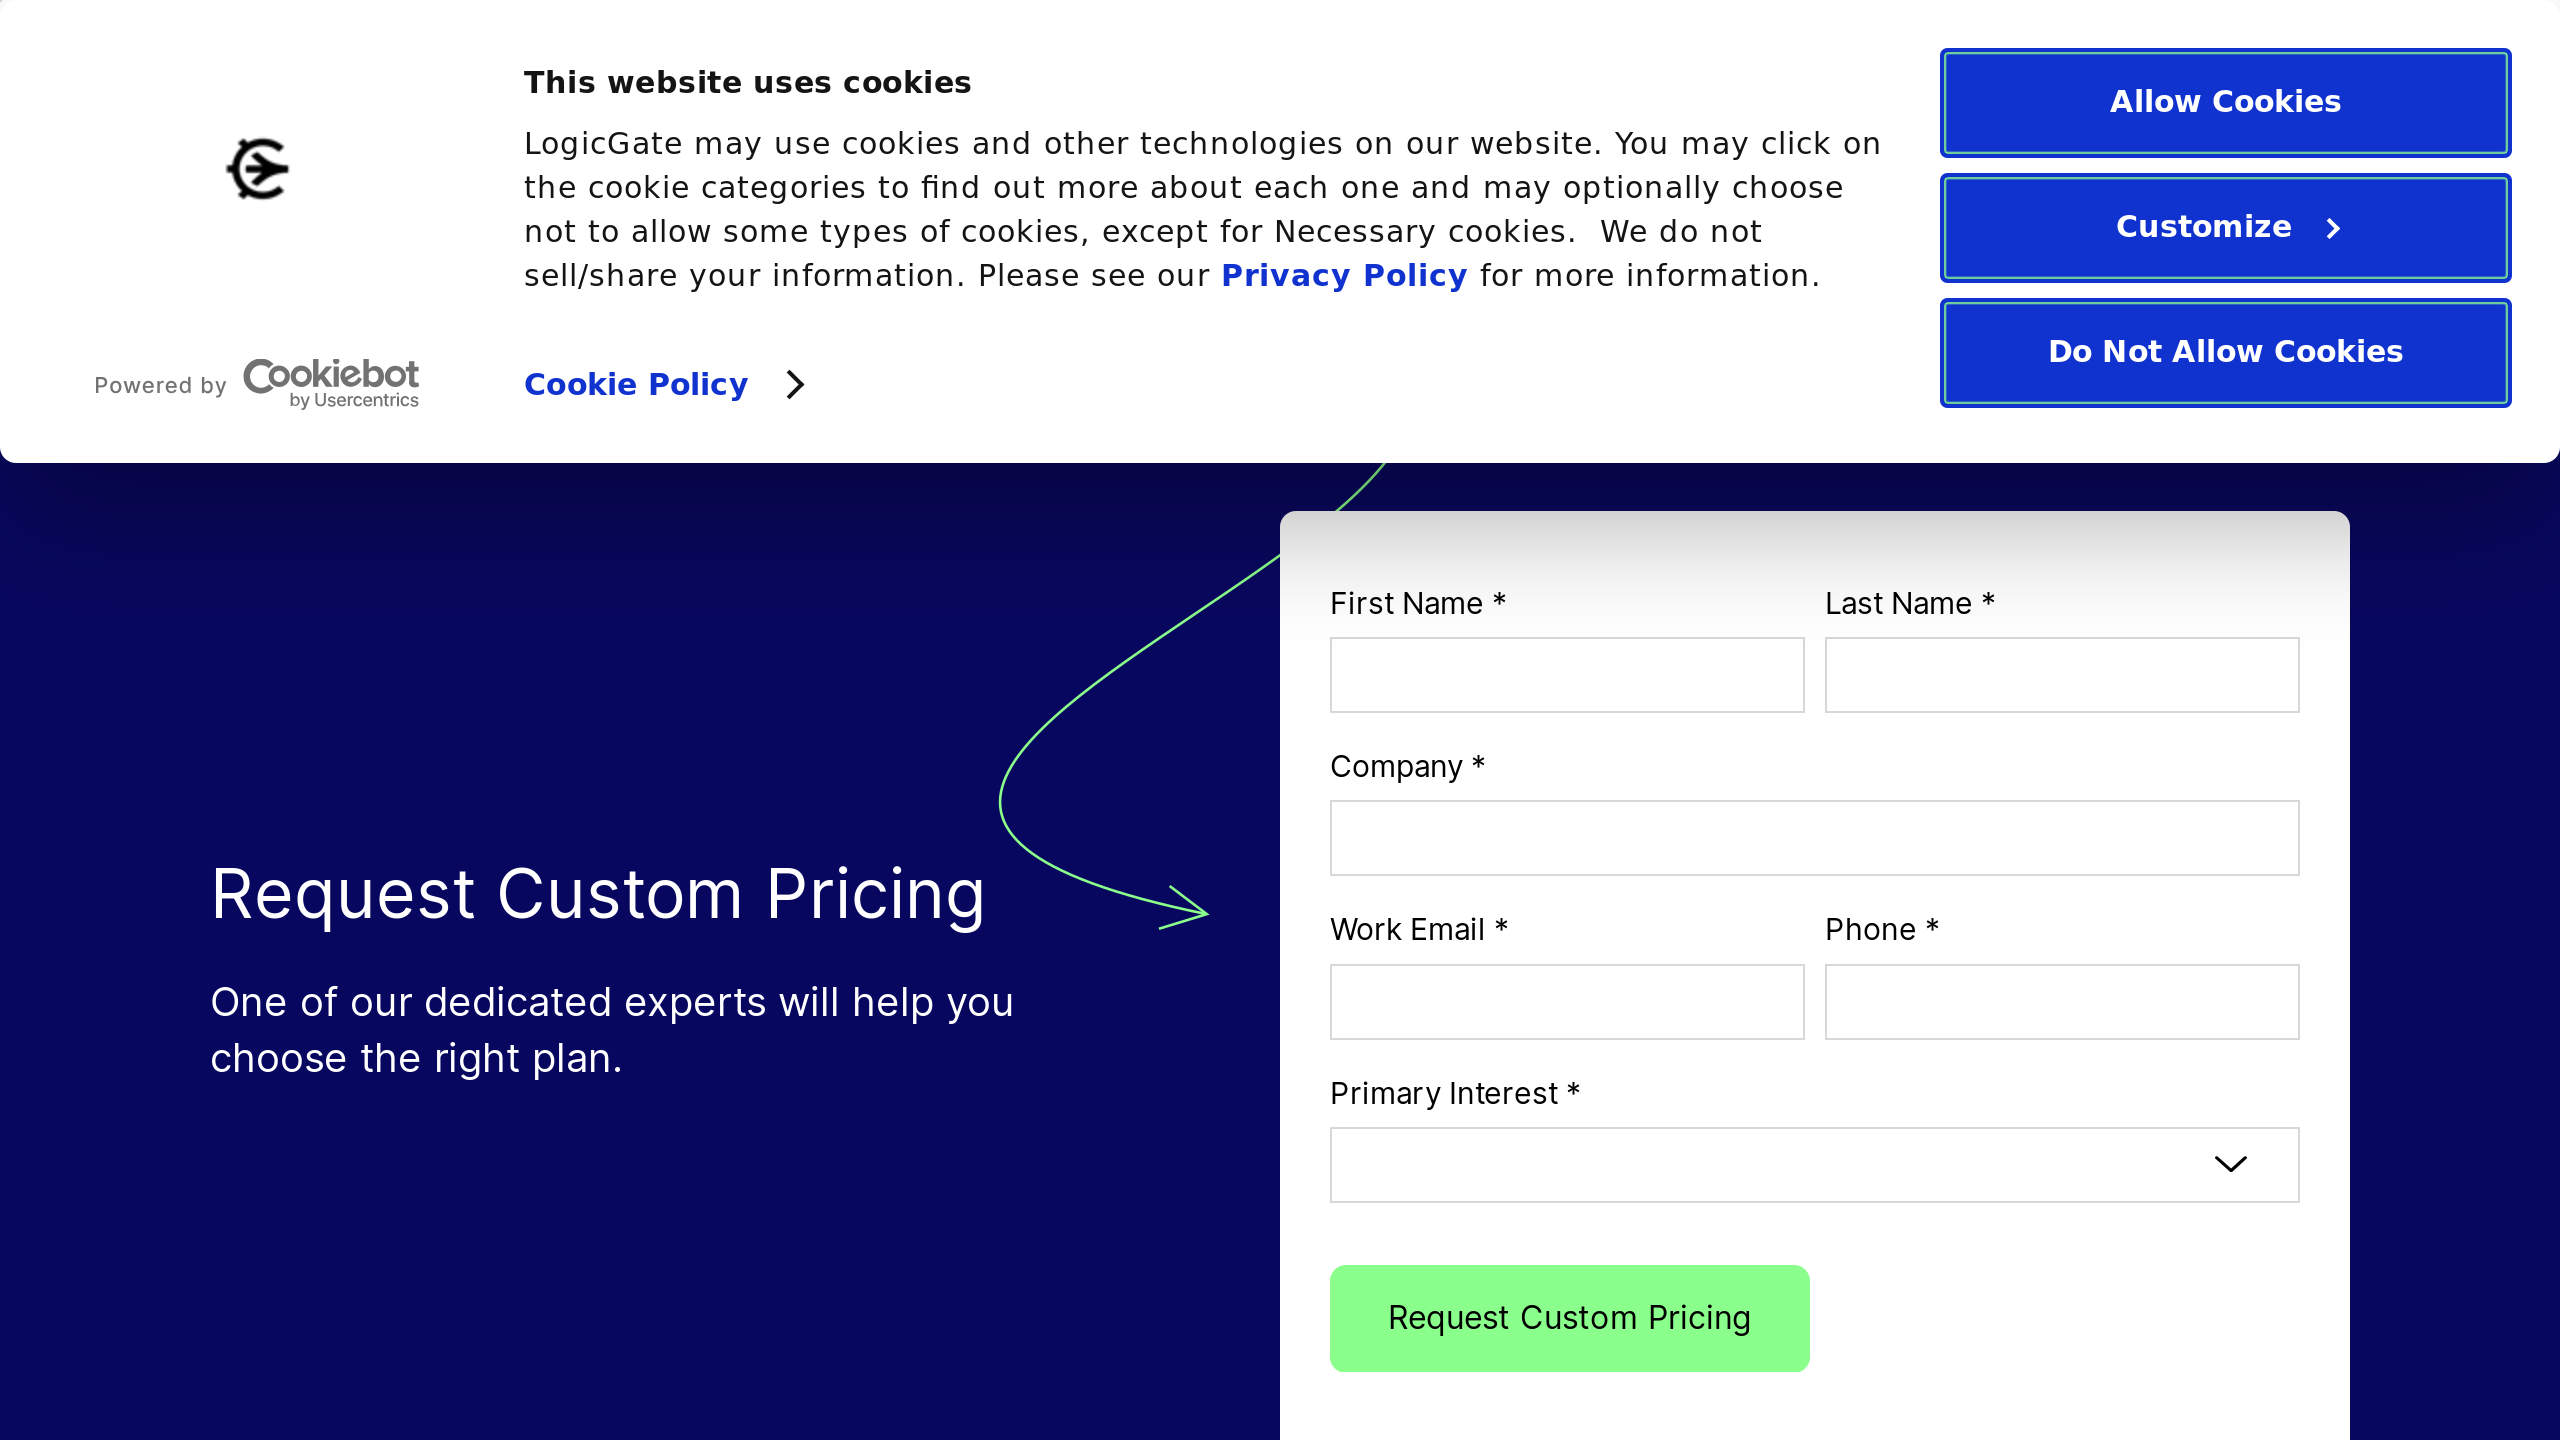 This website uses cookies
LogicGate may use cookies and other technologies on our website. You may click on
the cookie categories to find out more about each one and may optionally choose
not to allow some types of cookies, except for Necessary cookies.  We do not
sell/share your information. Please see our Privacy Policy for more information.
Powered by Cookiebot
by Usercentrics
Cookie Policy
Allow Cookies
Customize
Do Not Allow Cookies
Request Custom Pricing
One of our dedicated experts will help you
choose the right plan.
First Name *
Last Name *
Company *
Work Email *
Phone *
Primary Interest *
Request Custom Pricing